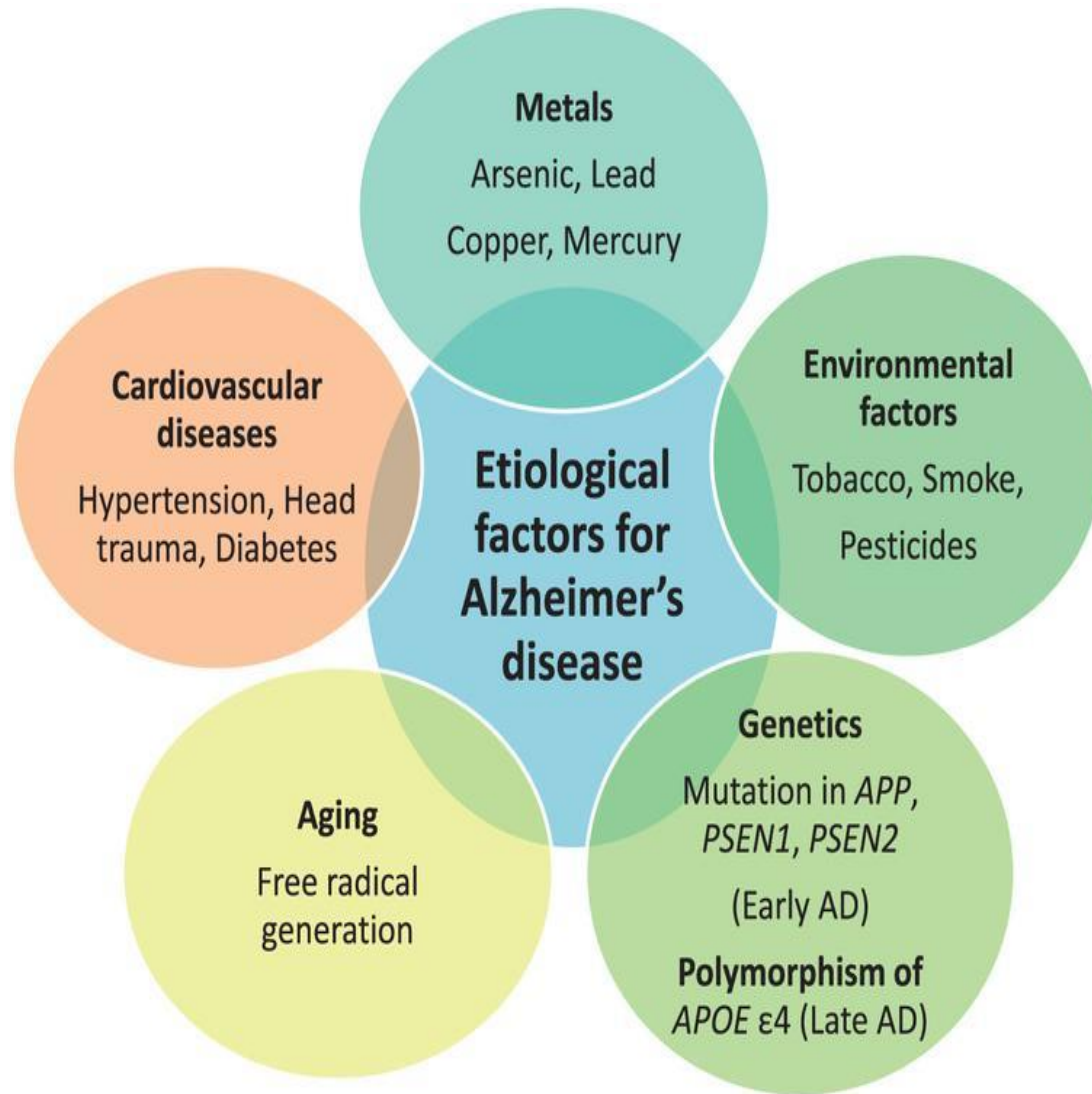 Metals
Arsenic, Lead
Copper, Mercury
Cardiovascular
diseases
Hypertension, Head
trauma, Diabetes
Etiological
factors for
Alzheimer’s
disease
Environmental
factors
Tobacco, Smoke,
Pesticides
Aging
Free radical
generation
Genetics
Mutation in APP,
PSEN1, PSEN2
(Early AD)
Polymorphism of
APOE ε4 (Late AD)